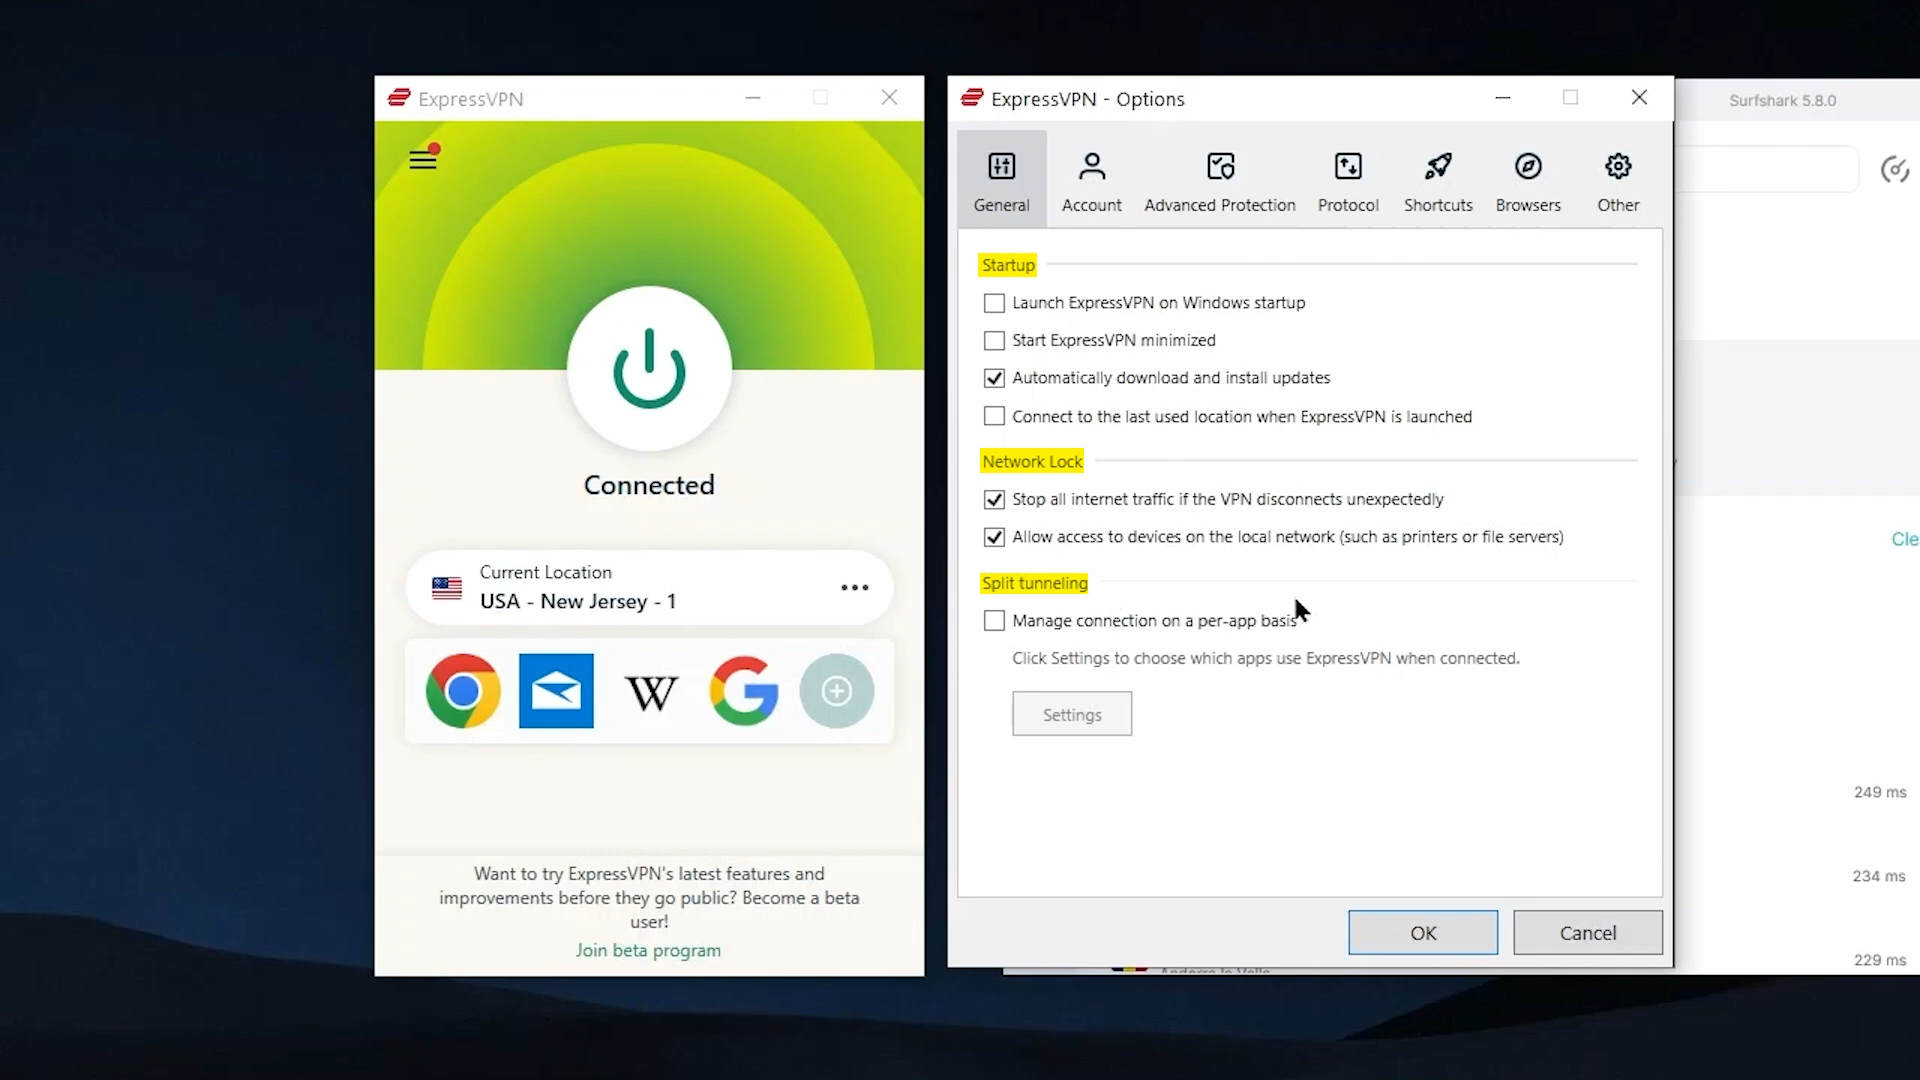 ExpressVPN
Connected
Current Location
USA - New Jersey - 1
W
G
Want to try ExpressVPN's latest features and
improvements before they go public? Become a beta
user!
Join beta program
ExpressVPN - Options
General
Account
Advanced Protection
Protocol
Shortcuts
Browsers
Other
Startup
Launch ExpressVPN on Windows startup
Start ExpressVPN minimized
Automatically download and install updates
Connect to the last used location when ExpressVPN is launched
Network Lock
Stop all internet traffic if the VPN disconnects unexpectedly
Allow access to devices on the local network (such as printers or file servers)
Split tunneling
Manage connection on a per-app basis
Click Settings to choose which apps use ExpressVPN when connected.
Settings
OK
Cancel
Surfshark 5.8.0
Cle
249 ms
234 ms
229 ms